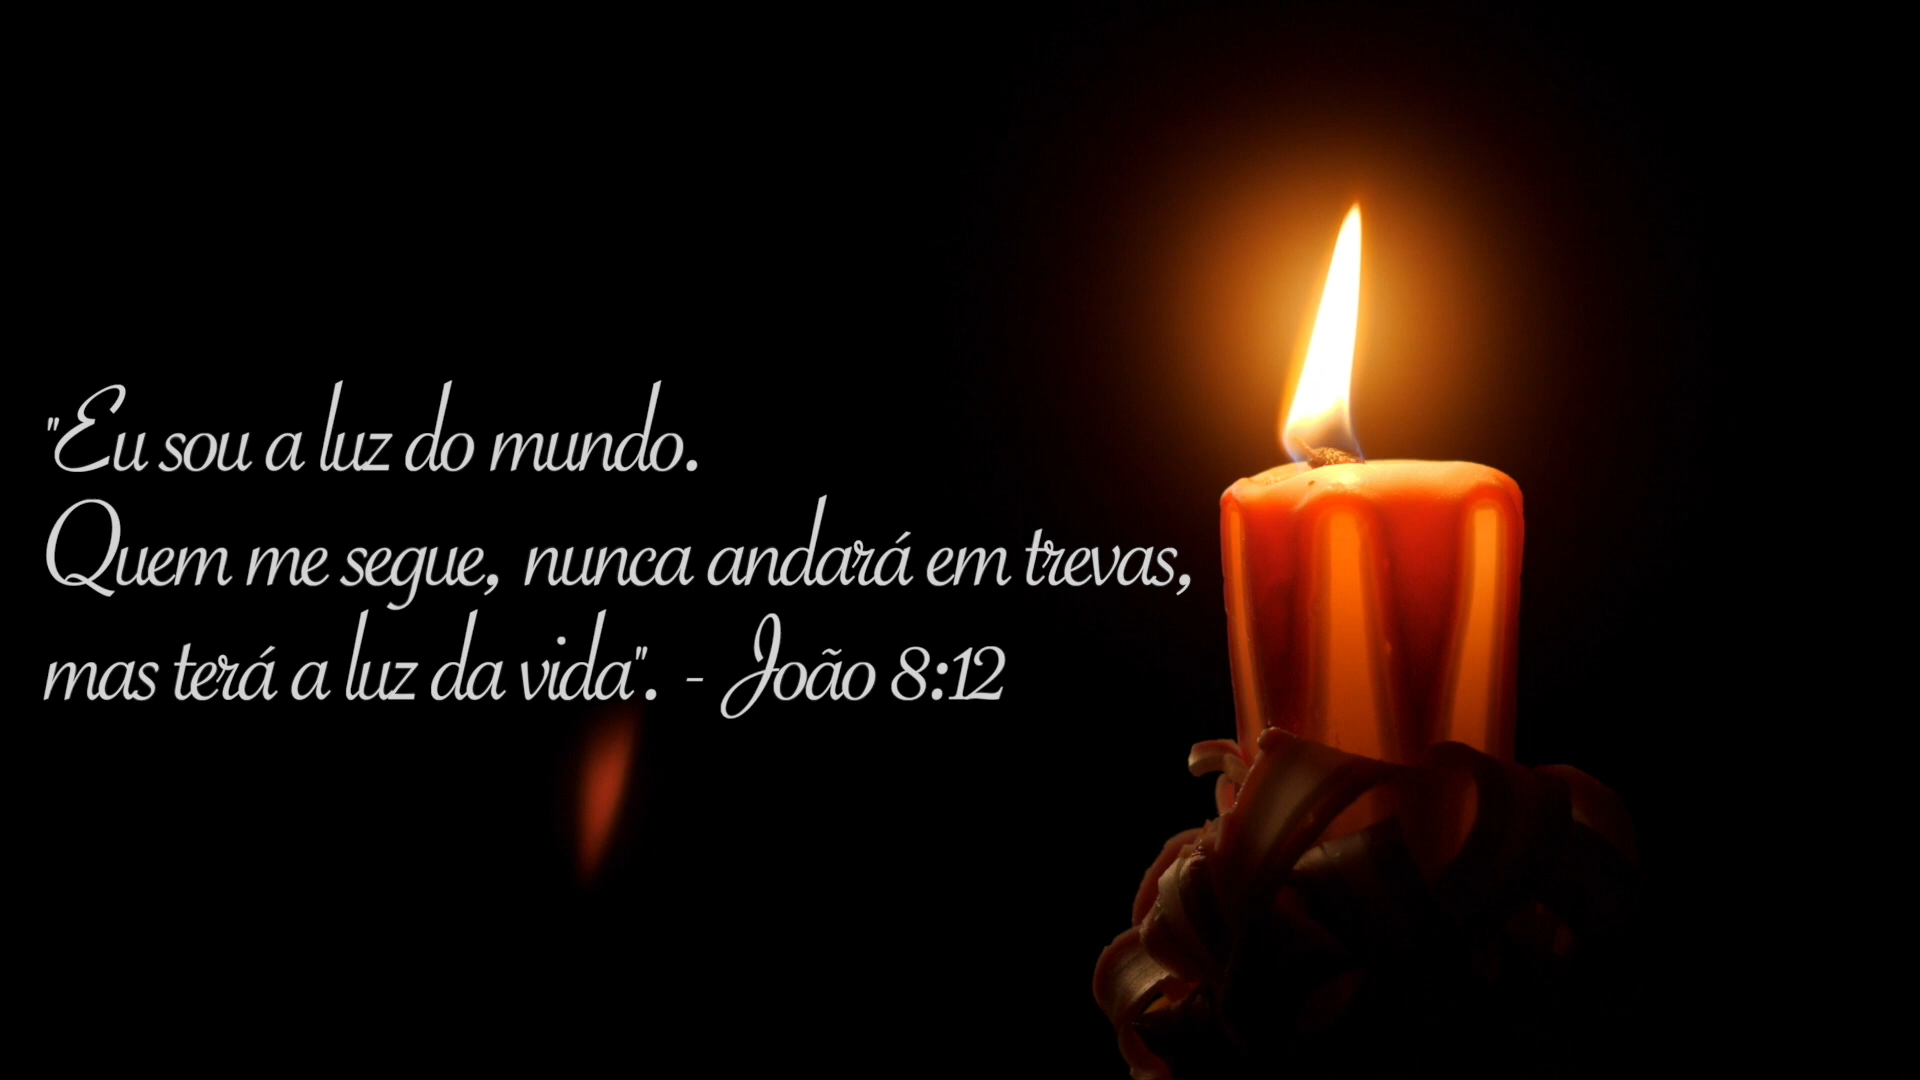 "Eu sou a luz do mundo.
Quem me segue, nunca andará em trevas,
mas terá a luz da vida". - João 8:12